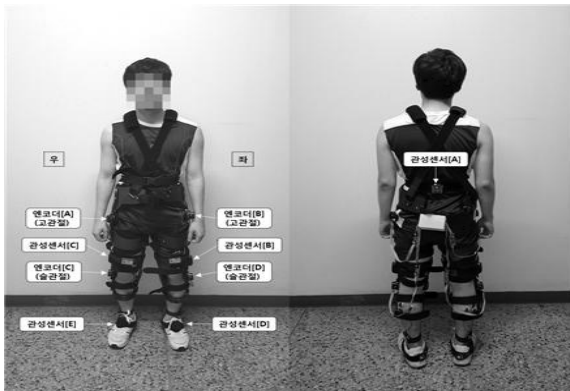 우
좌
관성센서[A]
엔코더[A]
(고관절)
엔코더[B]
(고관절)
관성센서[C]
관성센서[B]
엔코더[C]
(슬관절)
엔코더[D]
(슬관절)
관성센서[E]
관성센서[D]